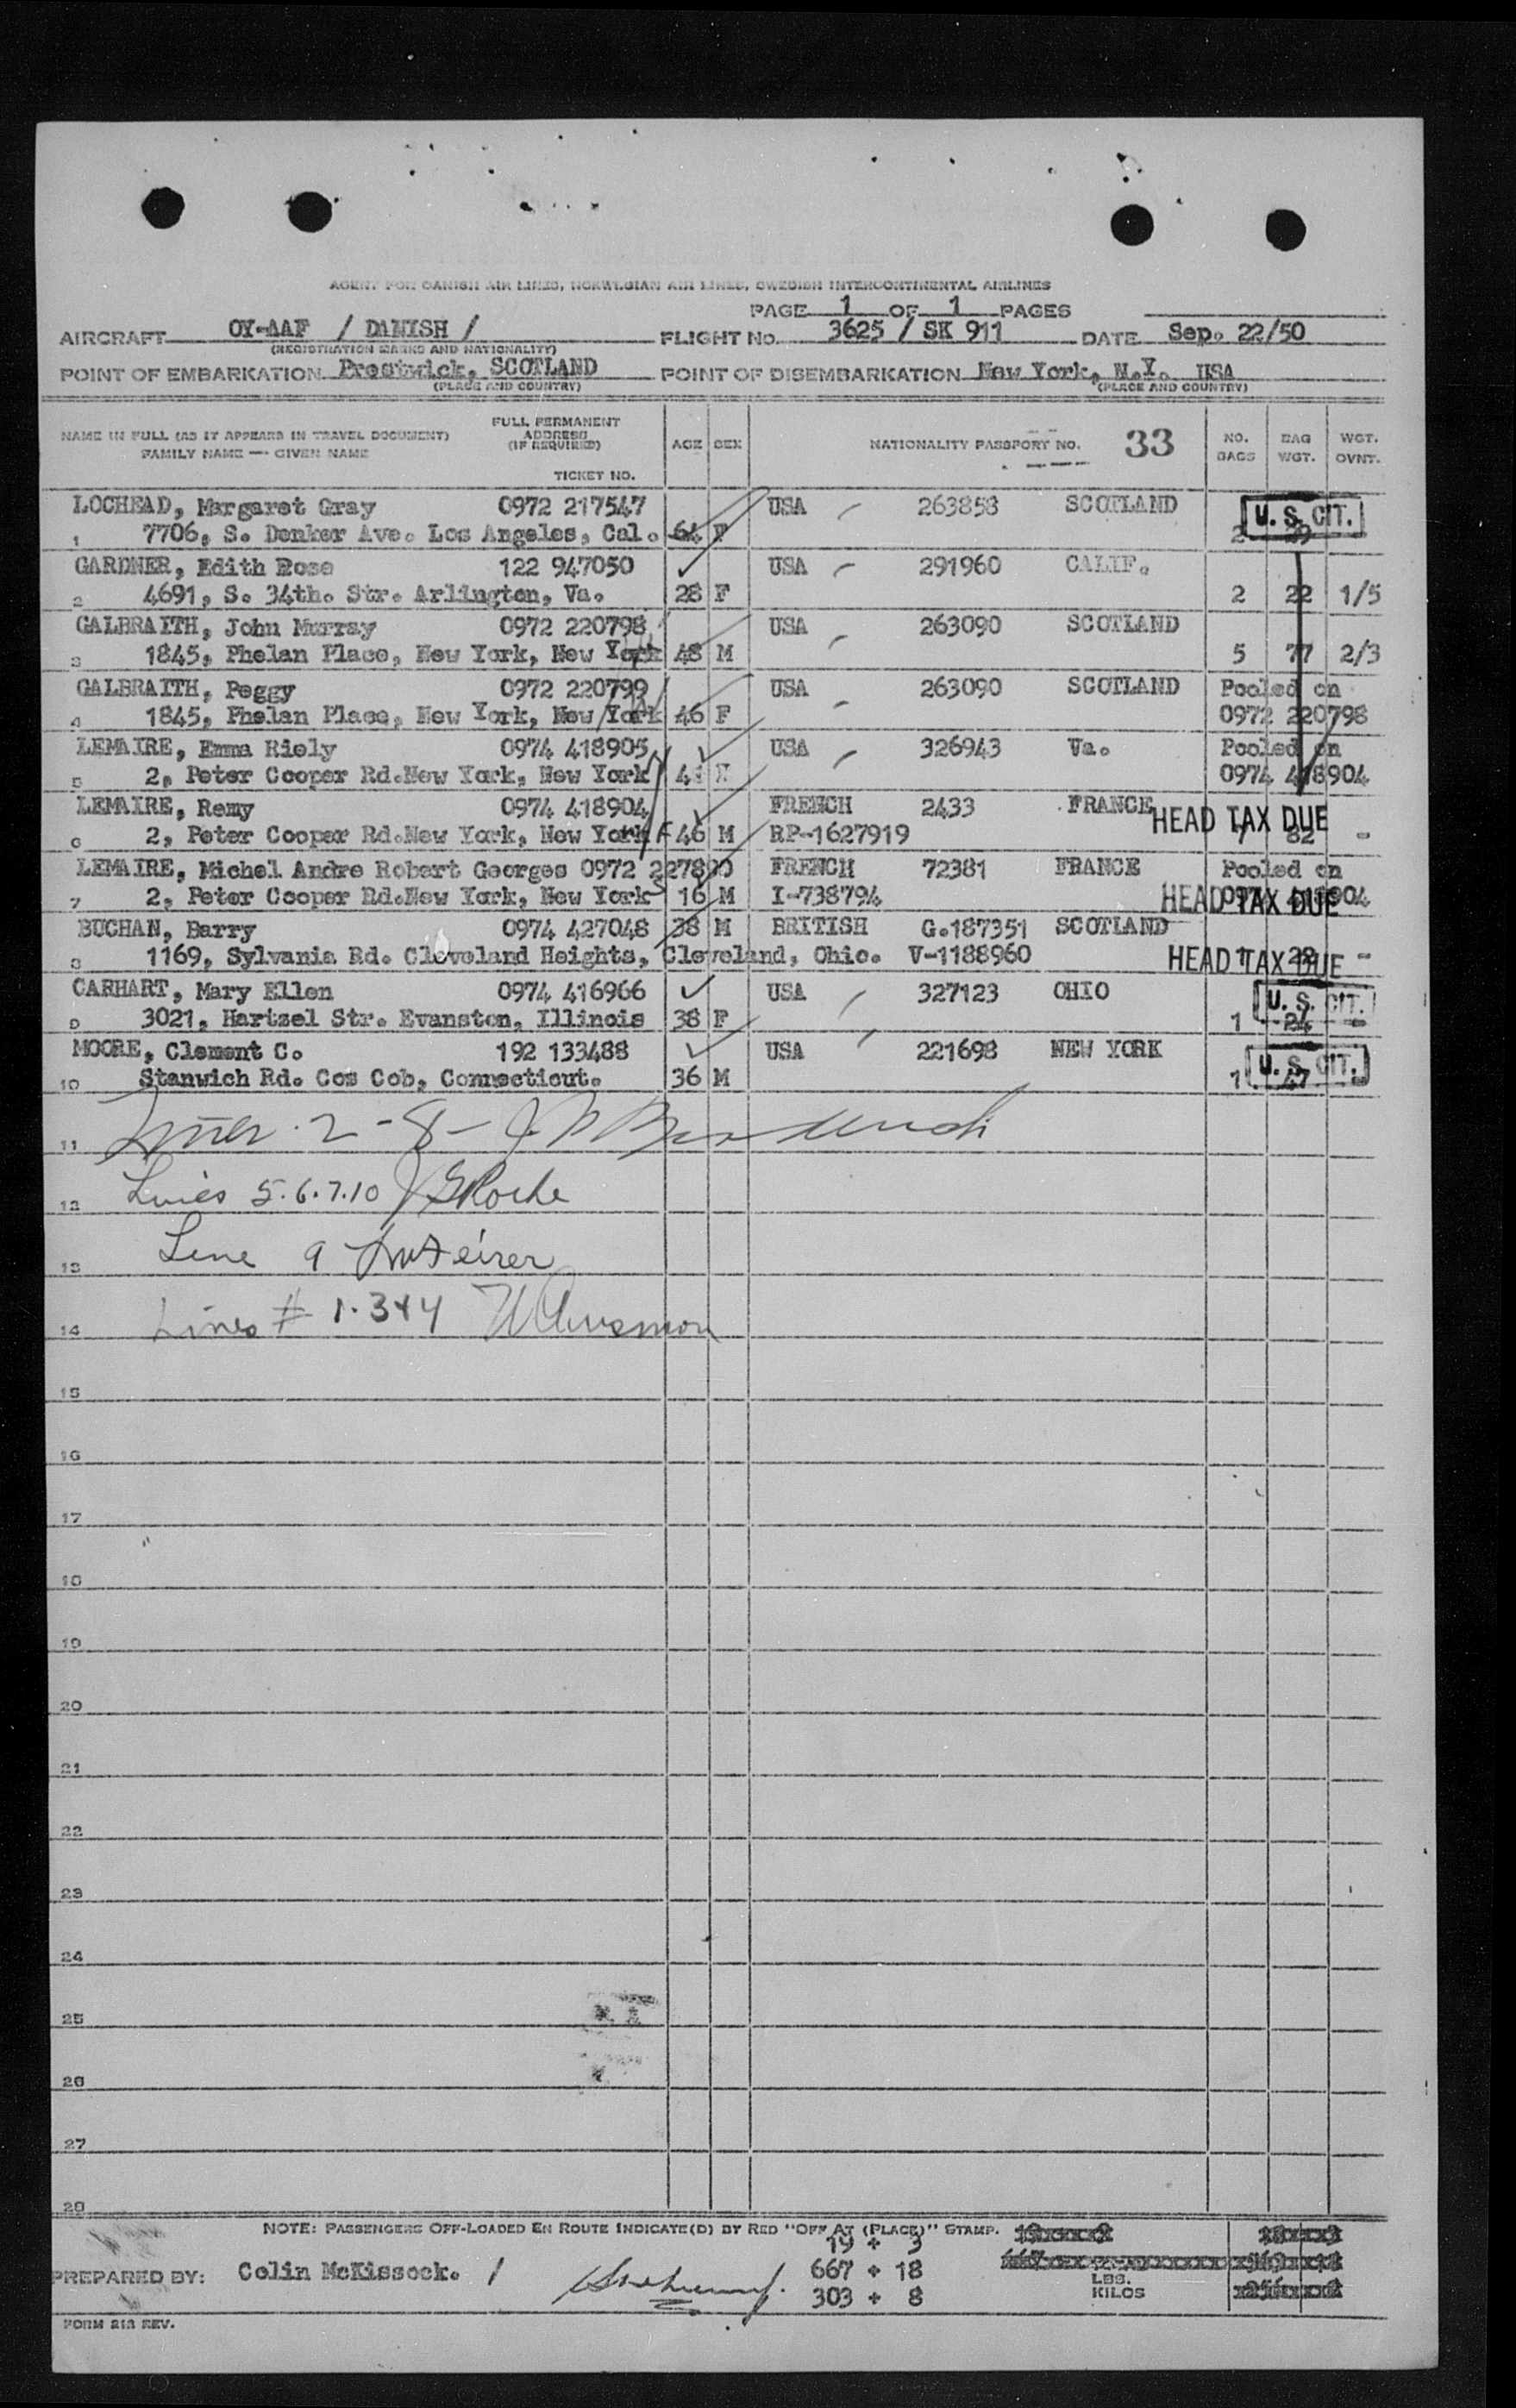 AGENT FOR DANISH AIR LINES, NORWEGIAN AIR LINES, SWEDISH INTERCONTINENTAL AIRLINES
PAGE 1 OF 1 PAGES
AIRCRAFT OY-AAF / DANISH / FLIGHT NO. 3625 / SK 911 DATE Sep. 22/50
(REGISTRATION MARKS AND NATIONALITY)
POINT OF EMBARKATION Prestwick, SCOTLAND POINT OF DISEMBARKATION New York, N.Y. USA
(PLACE AND COUNTRY) (PLACE AND COUNTRY)
NAME IN FULL (AS IT APPEARS IN TRAVEL DOCUMENT) FULL PERMANENT ADDRESS (IF REQUIRED) AGE SEX NATIONALITY PASSPORT NO. 33 NO. BAGS BAG WGT. WGT. OVNT.
FAMILY NAME — GIVEN NAME
TICKET NO.
LOCHEAD, Margaret Gray 0972 217547 USA 263858 SCOTLAND U. S. CIT.
1 7706, S. Denker Ave. Los Angeles, Cal. 64 F 2
GARDNER, Edith Rose 122 947050 USA 291960 CALIF.
2 4691, S. 34th. Str. Arlington, Va. 28 F 2 22 1/5
GALBRAITH, John Murray 0972 220798 USA 263090 SCOTLAND
3 1845, Phelan Place, New York, New York 48 M 5 77 2/3
GALBRAITH, Peggy 0972 220799 USA 263090 SCOTLAND Pooled on
4 1845, Phelan Place, New York, New York 46 F 0972 220798
LEMAIRE, Emma Riely 0974 418905 USA 326943 Va. Pooled on
5 2, Peter Cooper Rd.New York, New York 0974 418904
LEMAIRE, Remy 0974 418904 FRENCH 2433 FRANCE HEAD TAX DUE
6 2, Peter Cooper Rd.New York, New York 46 M RP-1627919 82 -
LEMAIRE, Michel Andre Robert Georges 0972 FRENCH 72381 FRANCE Pooled on
7 2, Peter Cooper Rd.New York, New York 16 M I-738794 HEAD TAX DUE
BUCHAN, Barry 0974 427048 38 M BRITISH G.187351 SCOTLAND
8 1169, Sylvania Rd. Cleveland Heights, Cleveland, Ohio. V-1188960 HEAD TAX DUE -
CARHART, Mary Ellen 0974 416966 USA 327123 OHIO U. S. CIT.
9 3021, Hartzel Str. Evanston, Illinois 38 F 1 24 -
MOORE, Clement C. 192 133488 USA 221698 NEW YORK U. S. CIT.
10 Stanwich Rd. Cos Cob, Connecticut. 36 M 1 47
11 2 - 8 -
12 Lines 5.6.7.10 Roche
13 Line 9
14 Lines # 1.3+4
15
16
17
18
19
20
21
22
23
24
25
26
27
28
NOTE: PASSENGERS OFF-LOADED EN ROUTE INDICATE(D) BY RED "OFF AT (PLACE)" STAMP.
19 + 3
PREPARED BY: Colin McKissock. 667 + 18
LBS.
303 + 8 KILOS
FORM 212 REV.